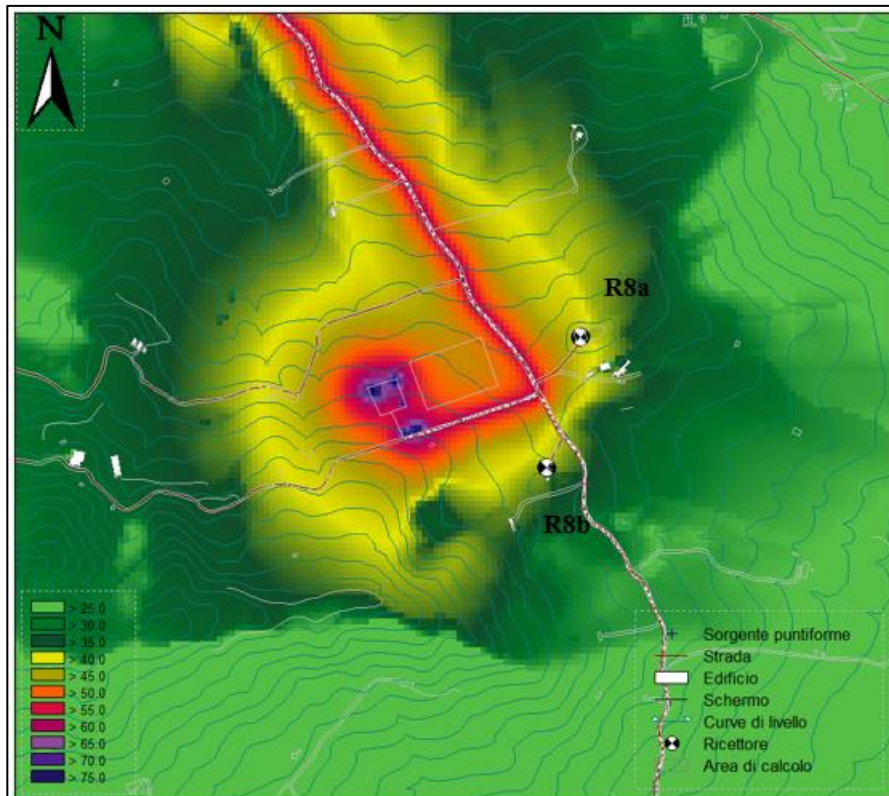 N
R8a
R8b
> 25.0
> 30.0
> 35.0
> 40.0
> 45.0
> 50.0
> 55.0
> 60.0
> 65.0
> 70.0
> 75.0
Sorgente puntiforme
Strada
Edificio
Schermo
Curve di livello
Ricettore
Area di calcolo